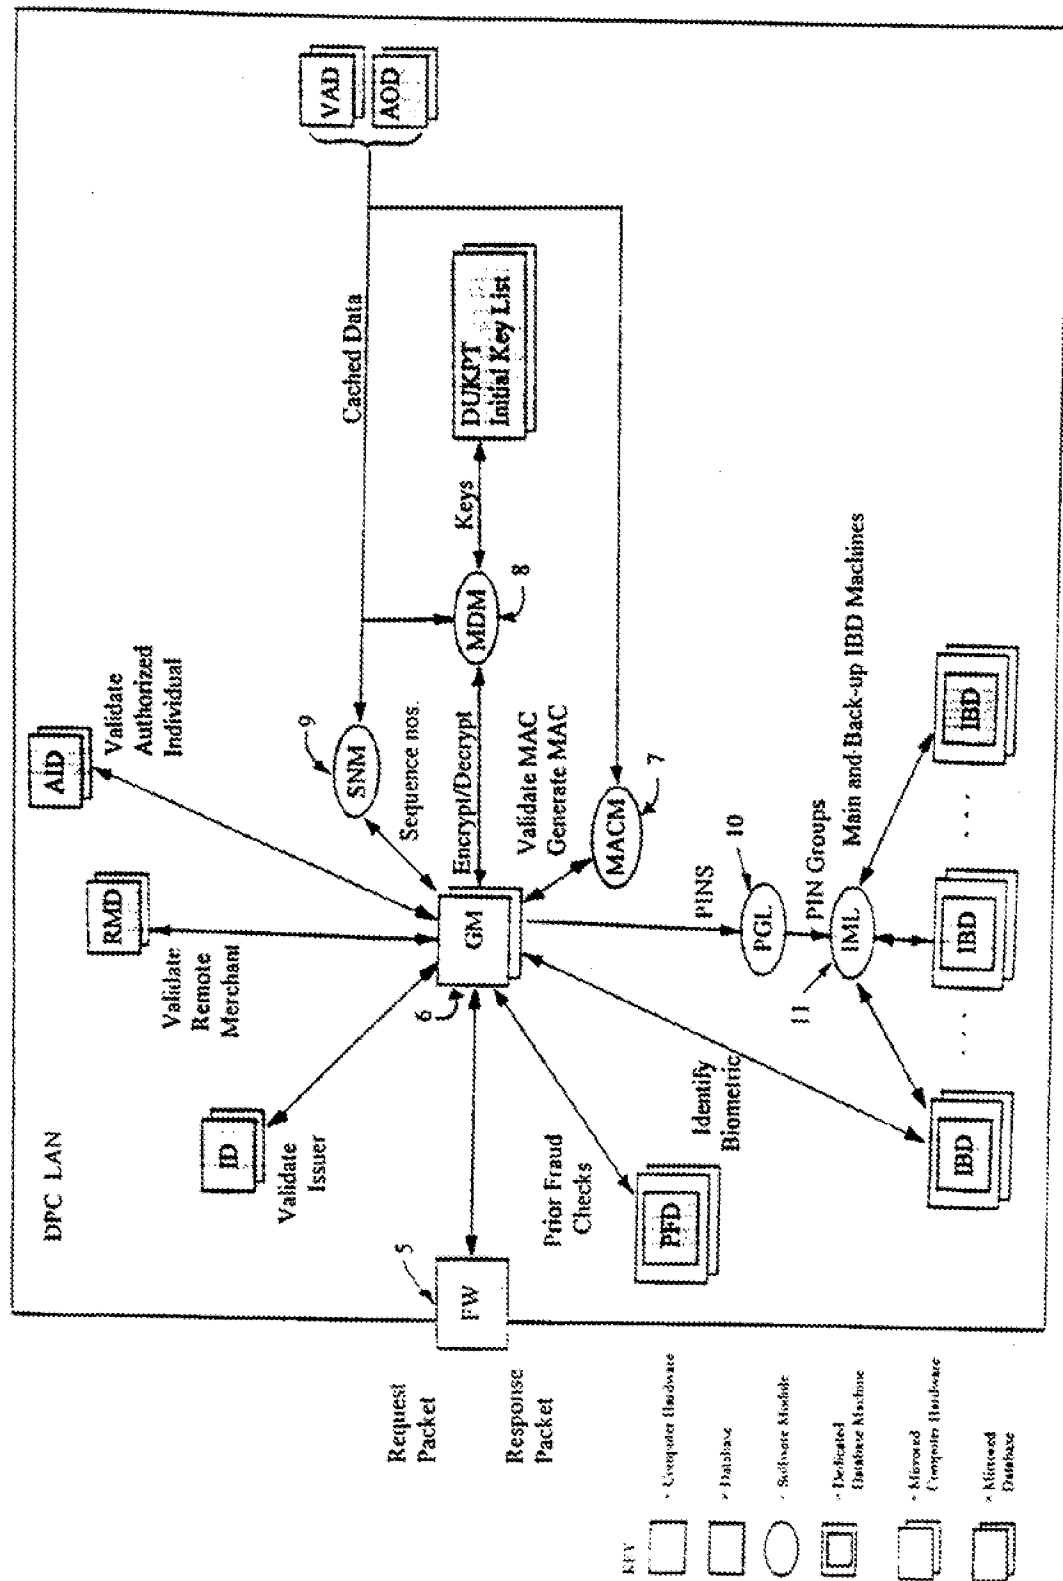 DPC LAN
AID
Validate
Authorized
Individual
RMD
Validate
Remote
Merchant
ID
Validate
Issuer
VAD
AOD
Cached Data
9
SNM
Sequence nos.
Request
Packet
5
FW
Response
Packet
6
GM
Encrypt/Decrypt
MDM
8
Keys
DUKPT
Initial Key List
Validate MAC
Generate MAC
MACM
7
Prior Fraud
Checks
PFD
Identify
Biometric
PINS
10
PGL
PIN Groups
11
IML
Main and Back-up IBD Machines
IBD
. . .
IBD
. . .
IBD
KEY
= Computer Hardware
= Database
= Software Module
= Dedicated
Database Machine
= Mirrored
Computer Hardware
= Mirrored
Database